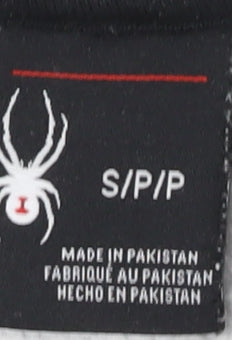 S/P/P
MADE IN PAKISTAN
FABRIQUÉ AU PAKISTAN
HECHO EN PAKISTAN